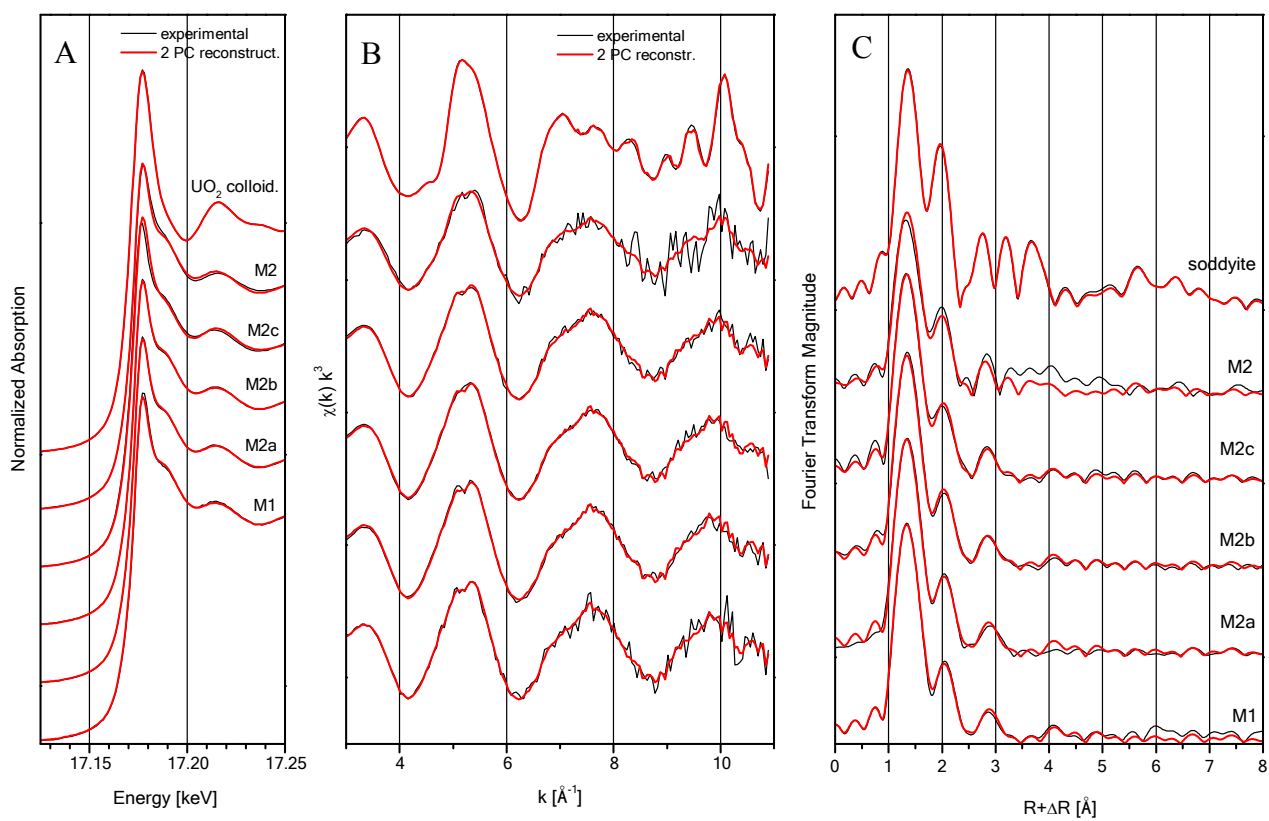 A
experimental
2 PC reconstruct.
UO2 colloid.
M2
M2c
M2b
M2a
M1
Normalized Absorption
17.15 17.20 17.25
Energy [keV]
B
experimental
2 PC reconstr.
χ(k) k³
4 6 8 10
k [Å⁻¹]
C
soddyite
M2
M2c
M2b
M2a
M1
Fourier Transform Magnitude
0 1 2 3 4 5 6 7 8
R+ΔR [Å]